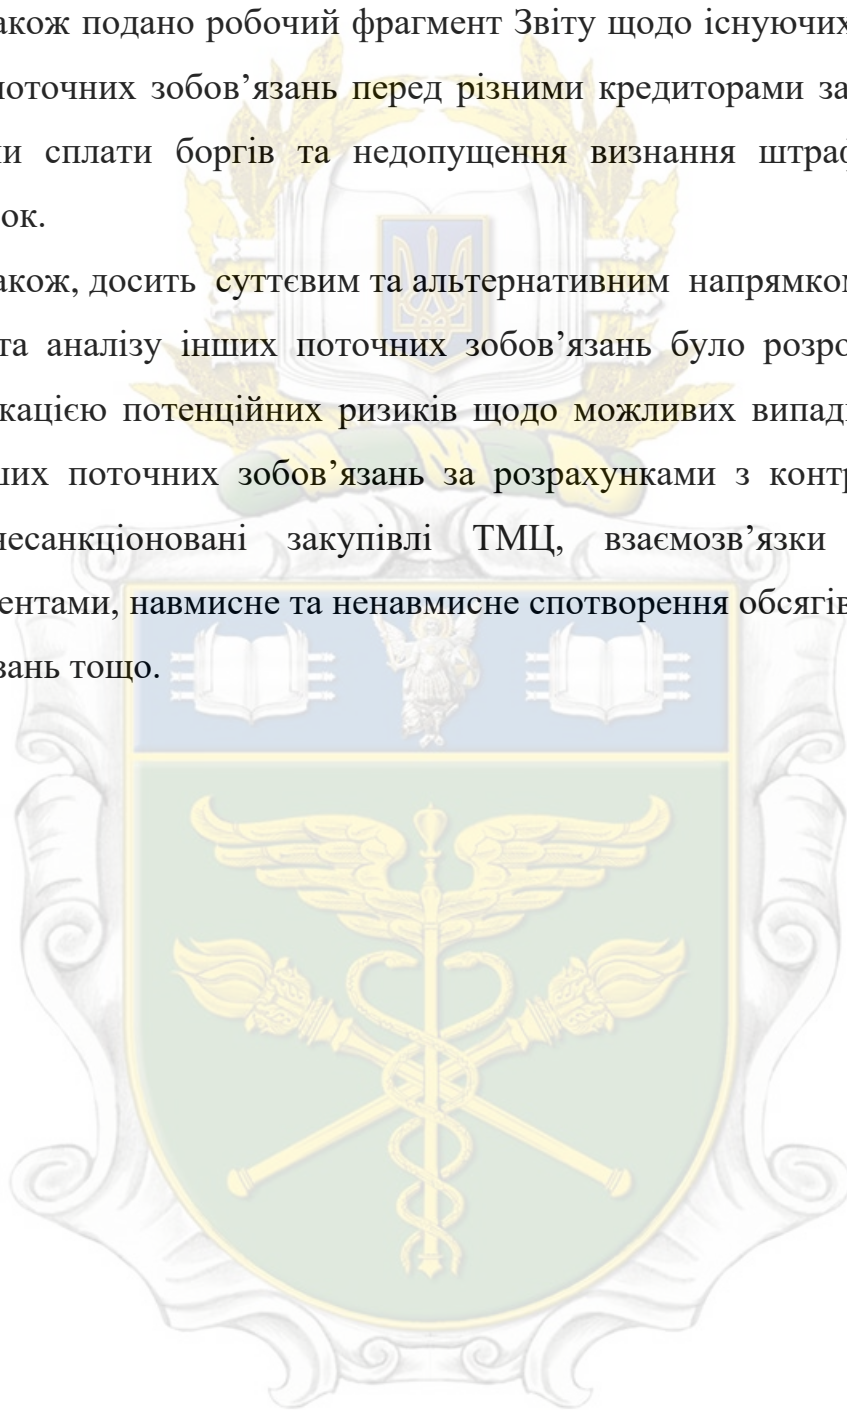 акож подано робочий фрагмент Звіту щодо існуючих
поточних зобов’язань перед різними кредиторами за
и сплати боргів та недопущення визнання штраф
ок.
акож, досить суттєвим та альтернативним напрямко
та аналізу інших поточних зобов’язань було розро
кацією потенційних ризиків щодо можливих випад
ших поточних зобов’язань за розрахунками з конт
несанкціоновані закупівлі ТМЦ, взаємозв’язки
ентами, навмисне та ненавмисне спотворення обсягів
вань тощо.